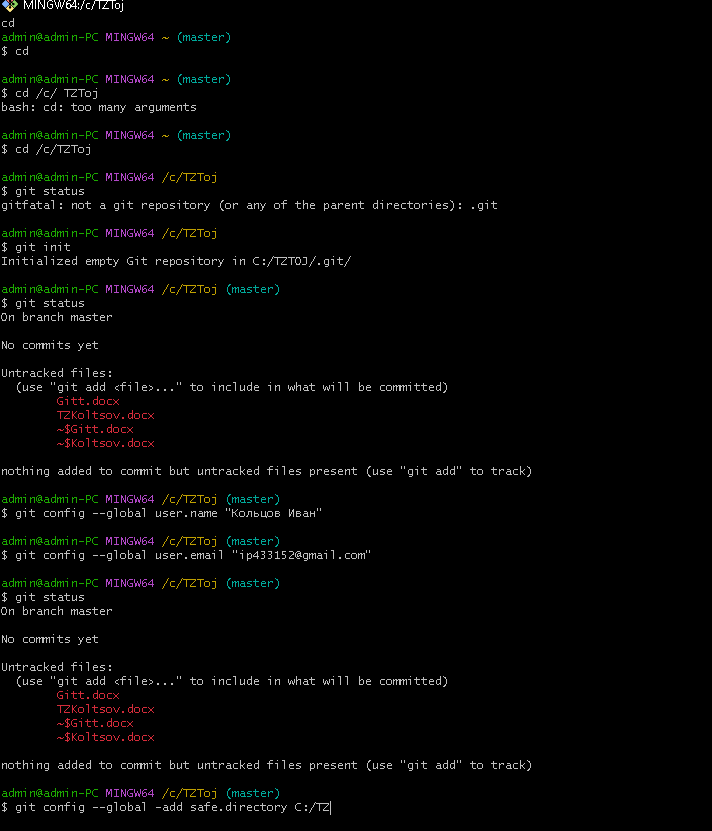 MINGW64:/c/TZToj
cd
admin@admin-PC MINGW64 ~ (master)
$ cd
admin@admin-PC MINGW64 ~ (master)
$ cd /c/ TZToj
bash: cd: too many arguments
admin@admin-PC MINGW64 ~ (master)
$ cd /c/TZToj
admin@admin-PC MINGW64 /c/TZToj
$ git status
gitfatal: not a git repository (or any of the parent directories): .git
admin@admin-PC MINGW64 /c/TZToj
$ git init
Initialized empty Git repository in C:/TZTOJ/.git/
admin@admin-PC MINGW64 /c/TZToj (master)
$ git status
On branch master
No commits yet
Untracked files:
(use "git add <file>..." to include in what will be committed)
Gitt.docx
TZKoltsov.docx
~$Gitt.docx
~$Koltsov.docx
nothing added to commit but untracked files present (use "git add" to track)
admin@admin-PC MINGW64 /c/TZToj (master)
$ git config --global user.name "Кольцов Иван"
admin@admin-PC MINGW64 /c/TZToj (master)
$ git config --global user.email "ip433152@gmail.com"
admin@admin-PC MINGW64 /c/TZToj (master)
$ git status
On branch master
No commits yet
Untracked files:
(use "git add <file>..." to include in what will be committed)
Gitt.docx
TZKoltsov.docx
~$Gitt.docx
~$Koltsov.docx
nothing added to commit but untracked files present (use "git add" to track)
admin@admin-PC MINGW64 /c/TZToj (master)
$ git config --global -add safe.directory C:/TZ